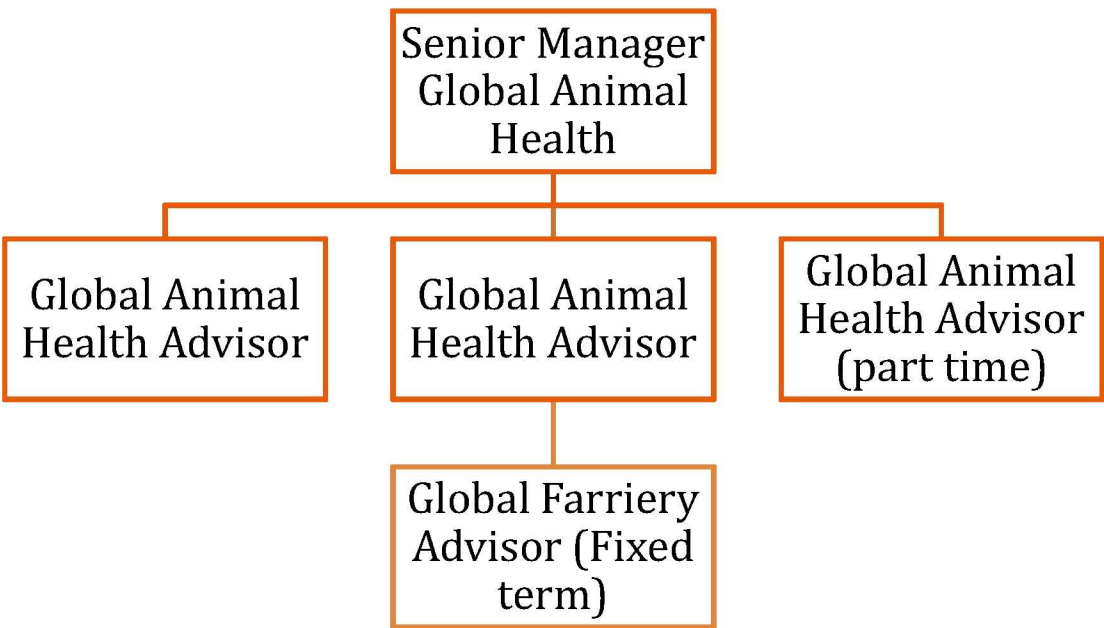 Senior Manager
Global Animal
Health
Global Animal
Health Advisor
Global Animal
Health Advisor
Global Animal
Health Advisor
(part time)
Global Farriery
Advisor (Fixed
term)